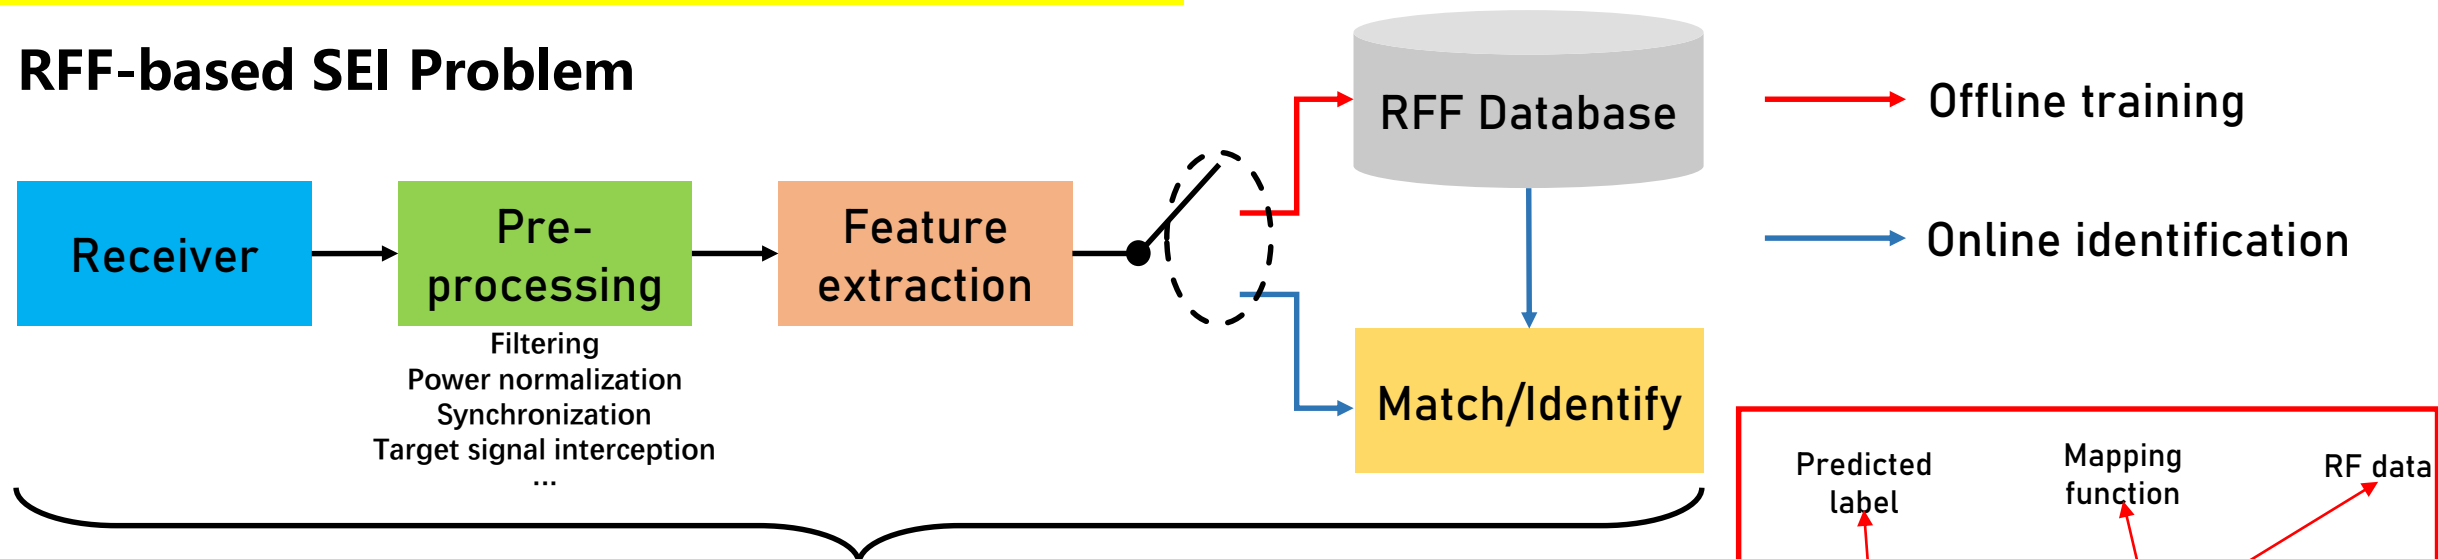 RFF-based SEI Problem
RFF Database
Offline training
Receiver
Pre-
processing
Feature
extraction
Online identification
Filtering
Power normalization
Synchronization
Target signal interception
...
Match/Identify
Predicted
label
Mapping
function
RF data